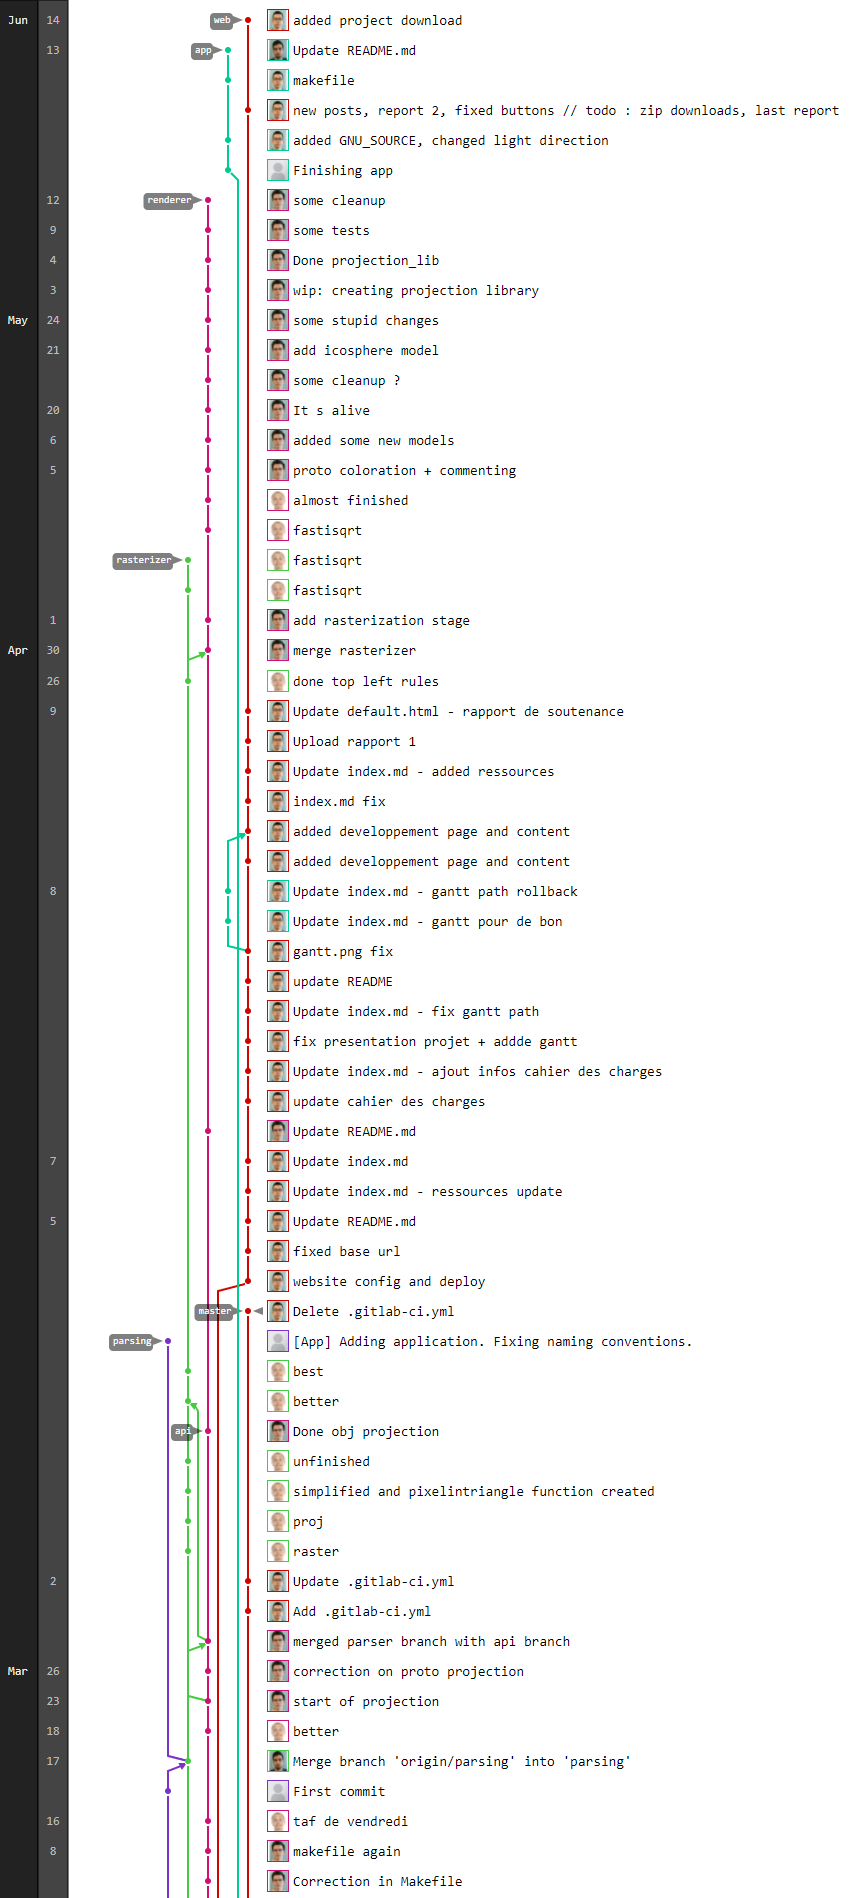 Jun 14 web added project download
13 app Update README.md
makefile
new posts, report 2, fixed buttons // todo : zip downloads, last report
added GNU_SOURCE, changed light direction
Finishing app
12 renderer some cleanup
9 some tests
4 Done projection_lib
3 wip: creating projection library
May 24 some stupid changes
21 add icosphere model
some cleanup ?
20 It s alive
6 added some new models
5 proto coloration + commenting
almost finished
fastisqrt
rasterizer fastisqrt
fastisqrt
1 add rasterization stage
Apr 30 merge rasterizer
26 done top left rules
9 Update default.html - rapport de soutenance
Upload rapport 1
Update index.md - added ressources
index.md fix
added developpement page and content
added developpement page and content
8 Update index.md - gantt path rollback
Update index.md - gantt pour de bon
gantt.png fix
update README
Update index.md - fix gantt path
fix presentation projet + addde gantt
Update index.md - ajout infos cahier des charges
update cahier des charges
Update README.md
7 Update index.md
Update index.md - ressources update
5 Update README.md
fixed base url
website config and deploy
master Delete .gitlab-ci.yml
parsing [App] Adding application. Fixing naming conventions.
best
better
api Done obj projection
unfinished
simplified and pixelintriangle function created
proj
raster
2 Update .gitlab-ci.yml
Add .gitlab-ci.yml
merged parser branch with api branch
Mar 26 correction on proto projection
23 start of projection
18 better
17 Merge branch 'origin/parsing' into 'parsing'
First commit
16 taf de vendredi
8 makefile again
Correction in Makefile